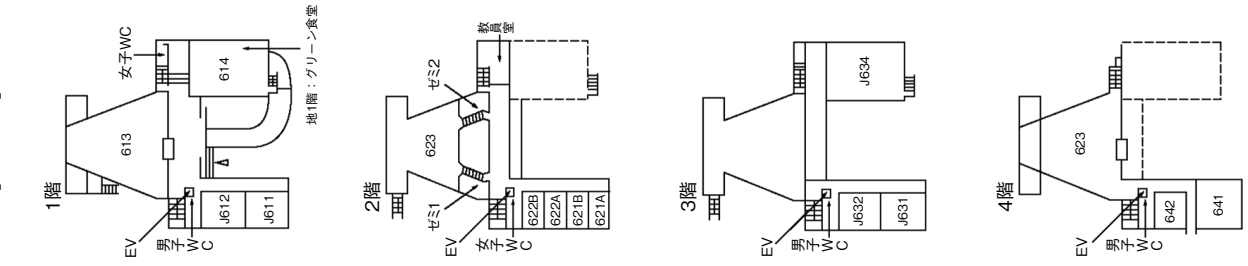 1階
613
女子WC
614
地1階：グリーン食堂
J612
J611
EV
男子WC
2階
623
ゼミ1
ゼミ2
教員室
622B
622A
621B
621A
EV
女子WC
3階
J634
J632
J631
EV
男子WC
4階
623
642
641
EV
男子WC